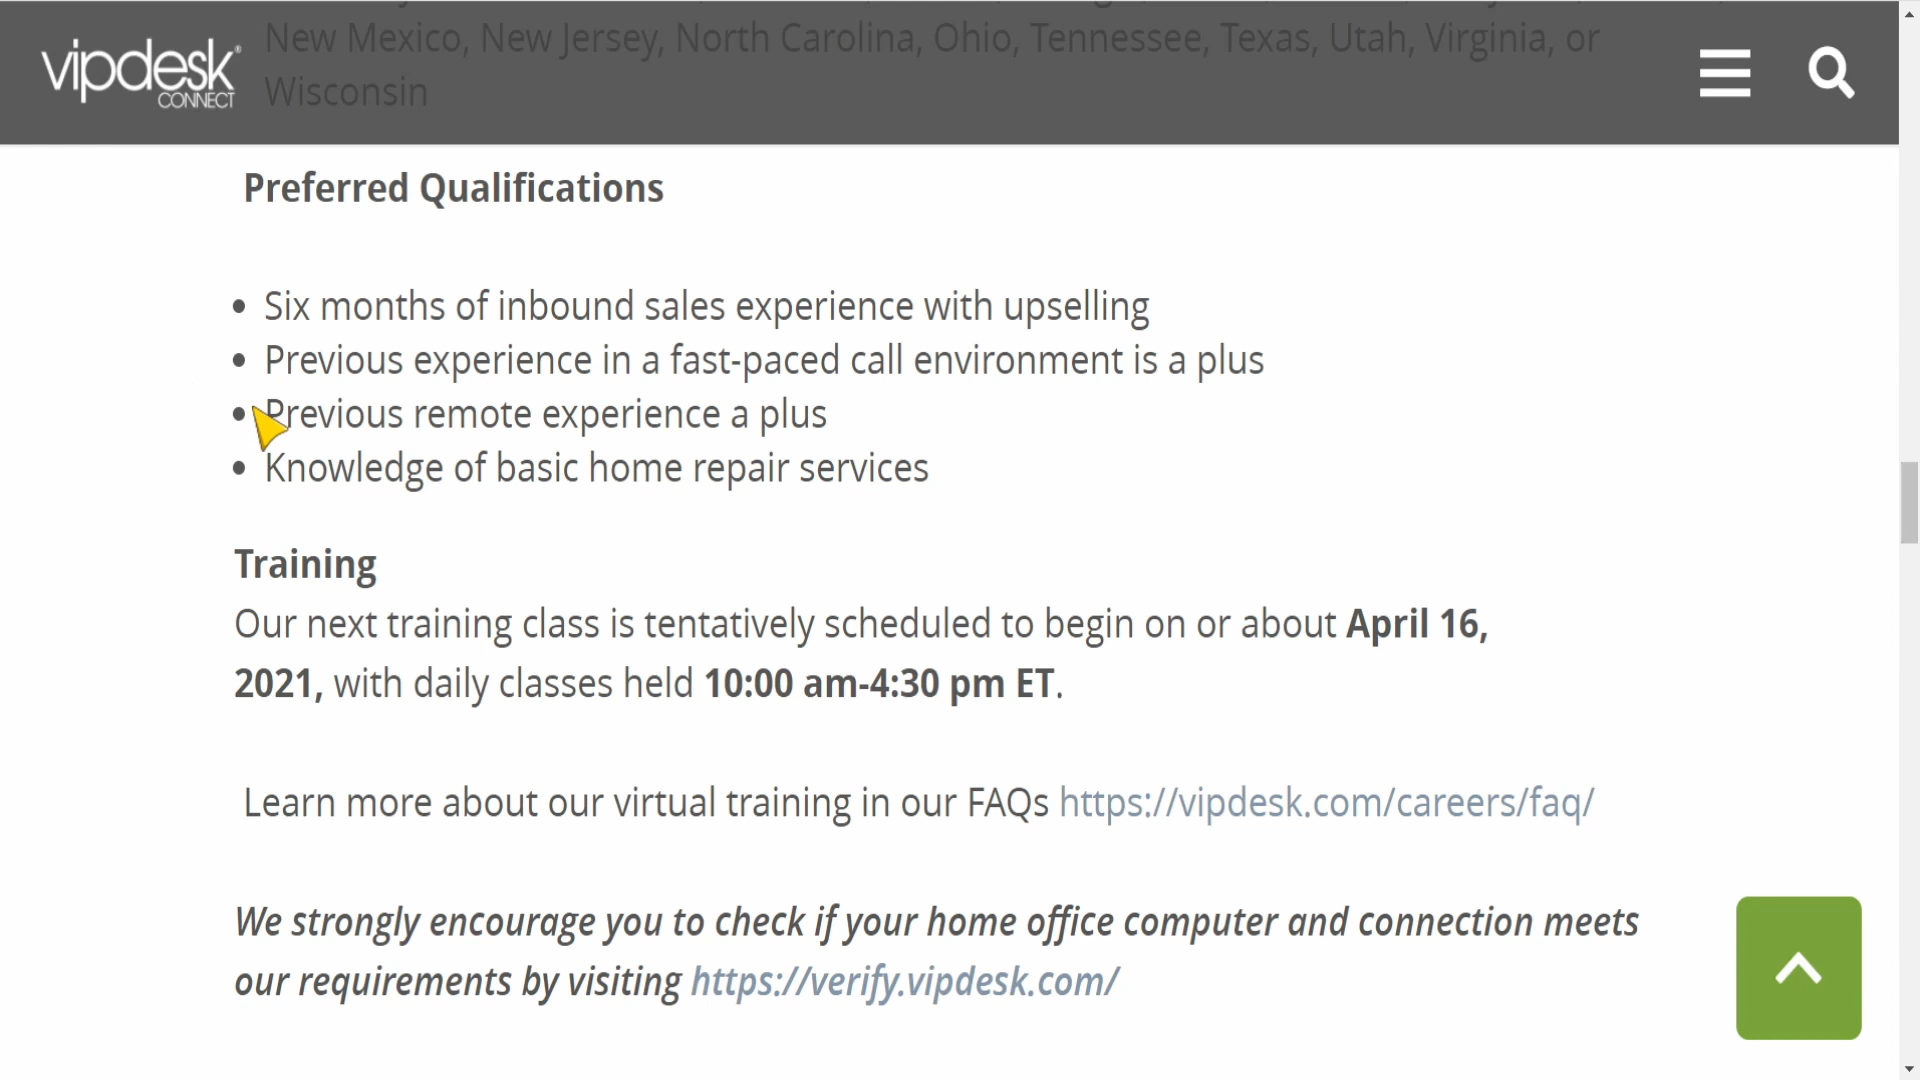 New Mexico, New Jersey, North Carolina, Ohio, Tennessee, Texas, Utah, Virginia, or
vipdesk®
CONNECT
Wisconsin
Preferred Qualifications
• Six months of inbound sales experience with upselling
• Previous experience in a fast-paced call environment is a plus
• Previous remote experience a plus
• Knowledge of basic home repair services
Training
Our next training class is tentatively scheduled to begin on or about April 16,
2021, with daily classes held 10:00 am-4:30 pm ET.
Learn more about our virtual training in our FAQs https://vipdesk.com/careers/faq/
We strongly encourage you to check if your home office computer and connection meets
our requirements by visiting https://verify.vipdesk.com/